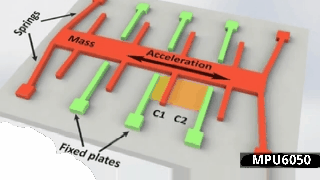 Springs
Mass
Acceleration
C1 C2
Fixed plates
MPU6050